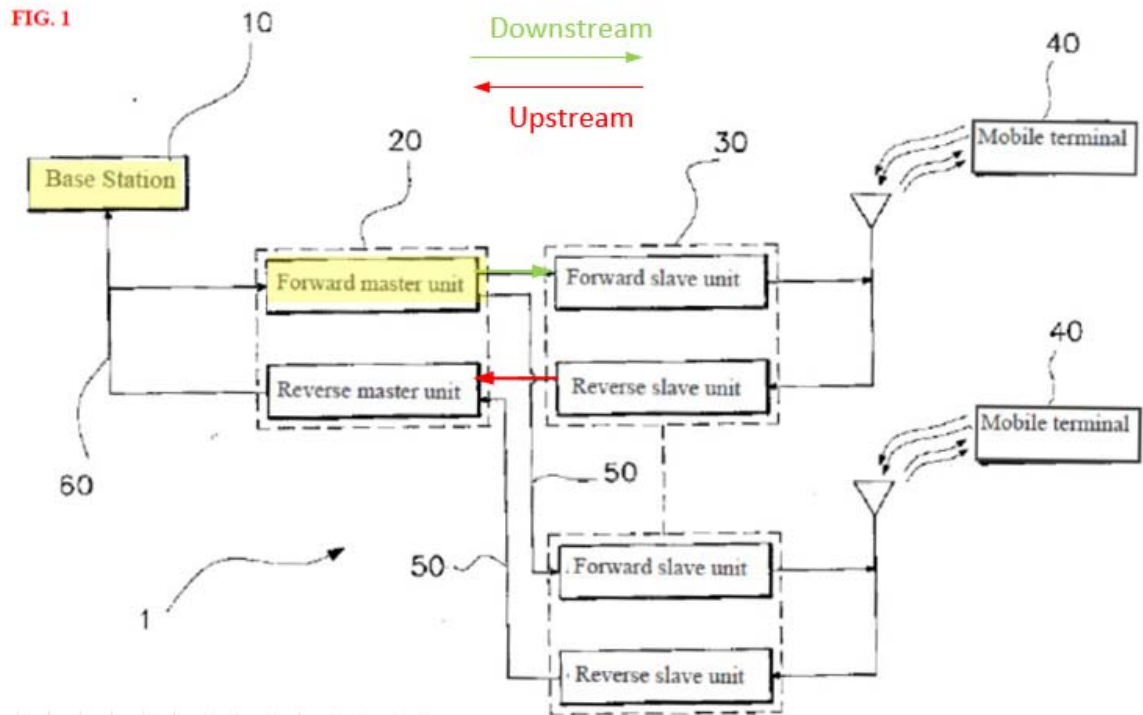 FIG. 1
10
Downstream
40
Upstream
Mobile terminal
Base Station
20
30
Forward master unit
Forward slave unit
40
Reverse master unit
Reverse slave unit
Mobile terminal
60
50
50
Forward slave unit
1
Reverse slave unit